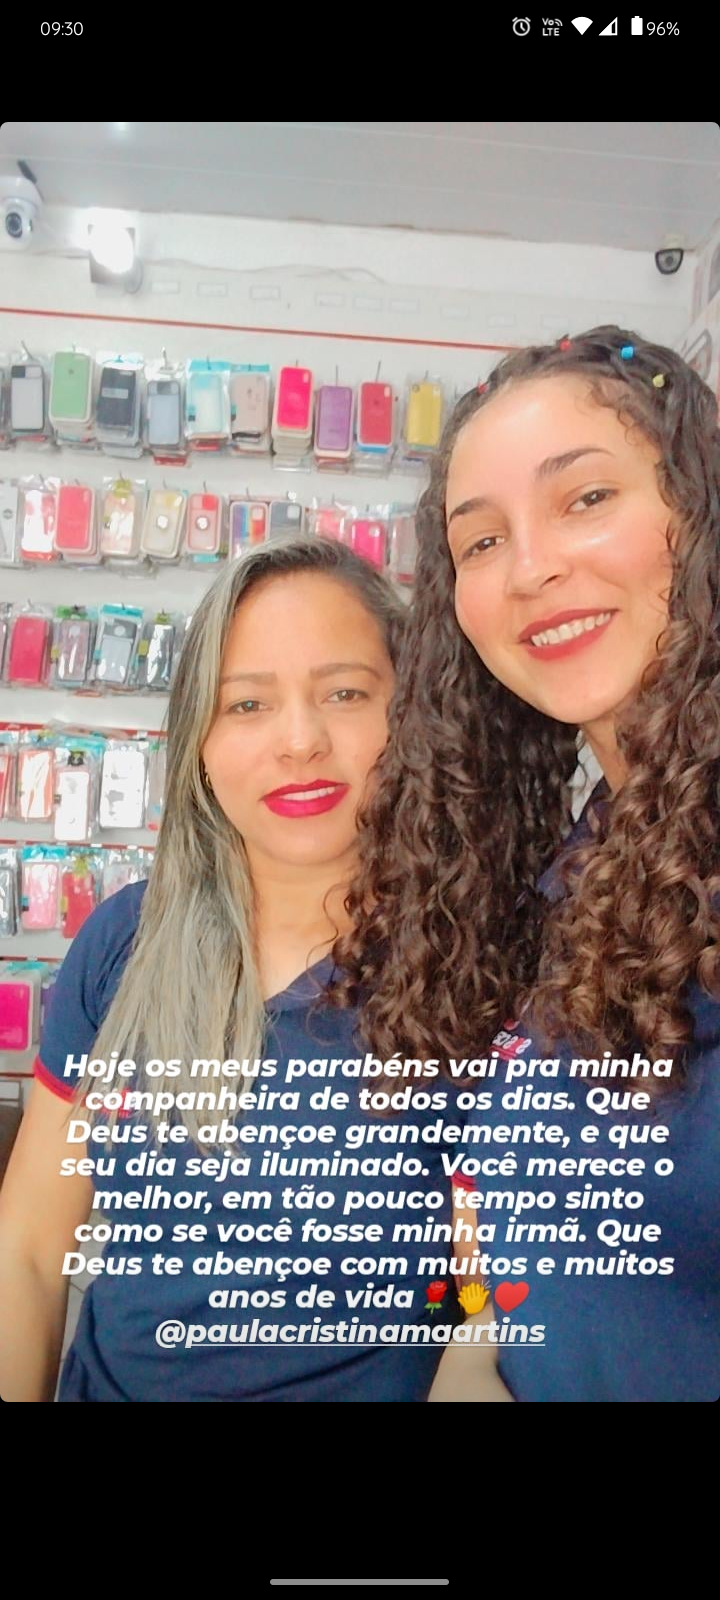 09:30
Vo
LTE
96%
Hoje os meus parabéns vai pra minha
companheira de todos os dias. Que
Deus te abençoe grandemente, e que
seu dia seja iluminado. Você merece o
melhor, em tão pouco tempo sinto
como se você fosse minha irmã. Que
Deus te abençoe com muitos e muitos
anos de vida 🌹👏❤️
@paulacristinamaartins